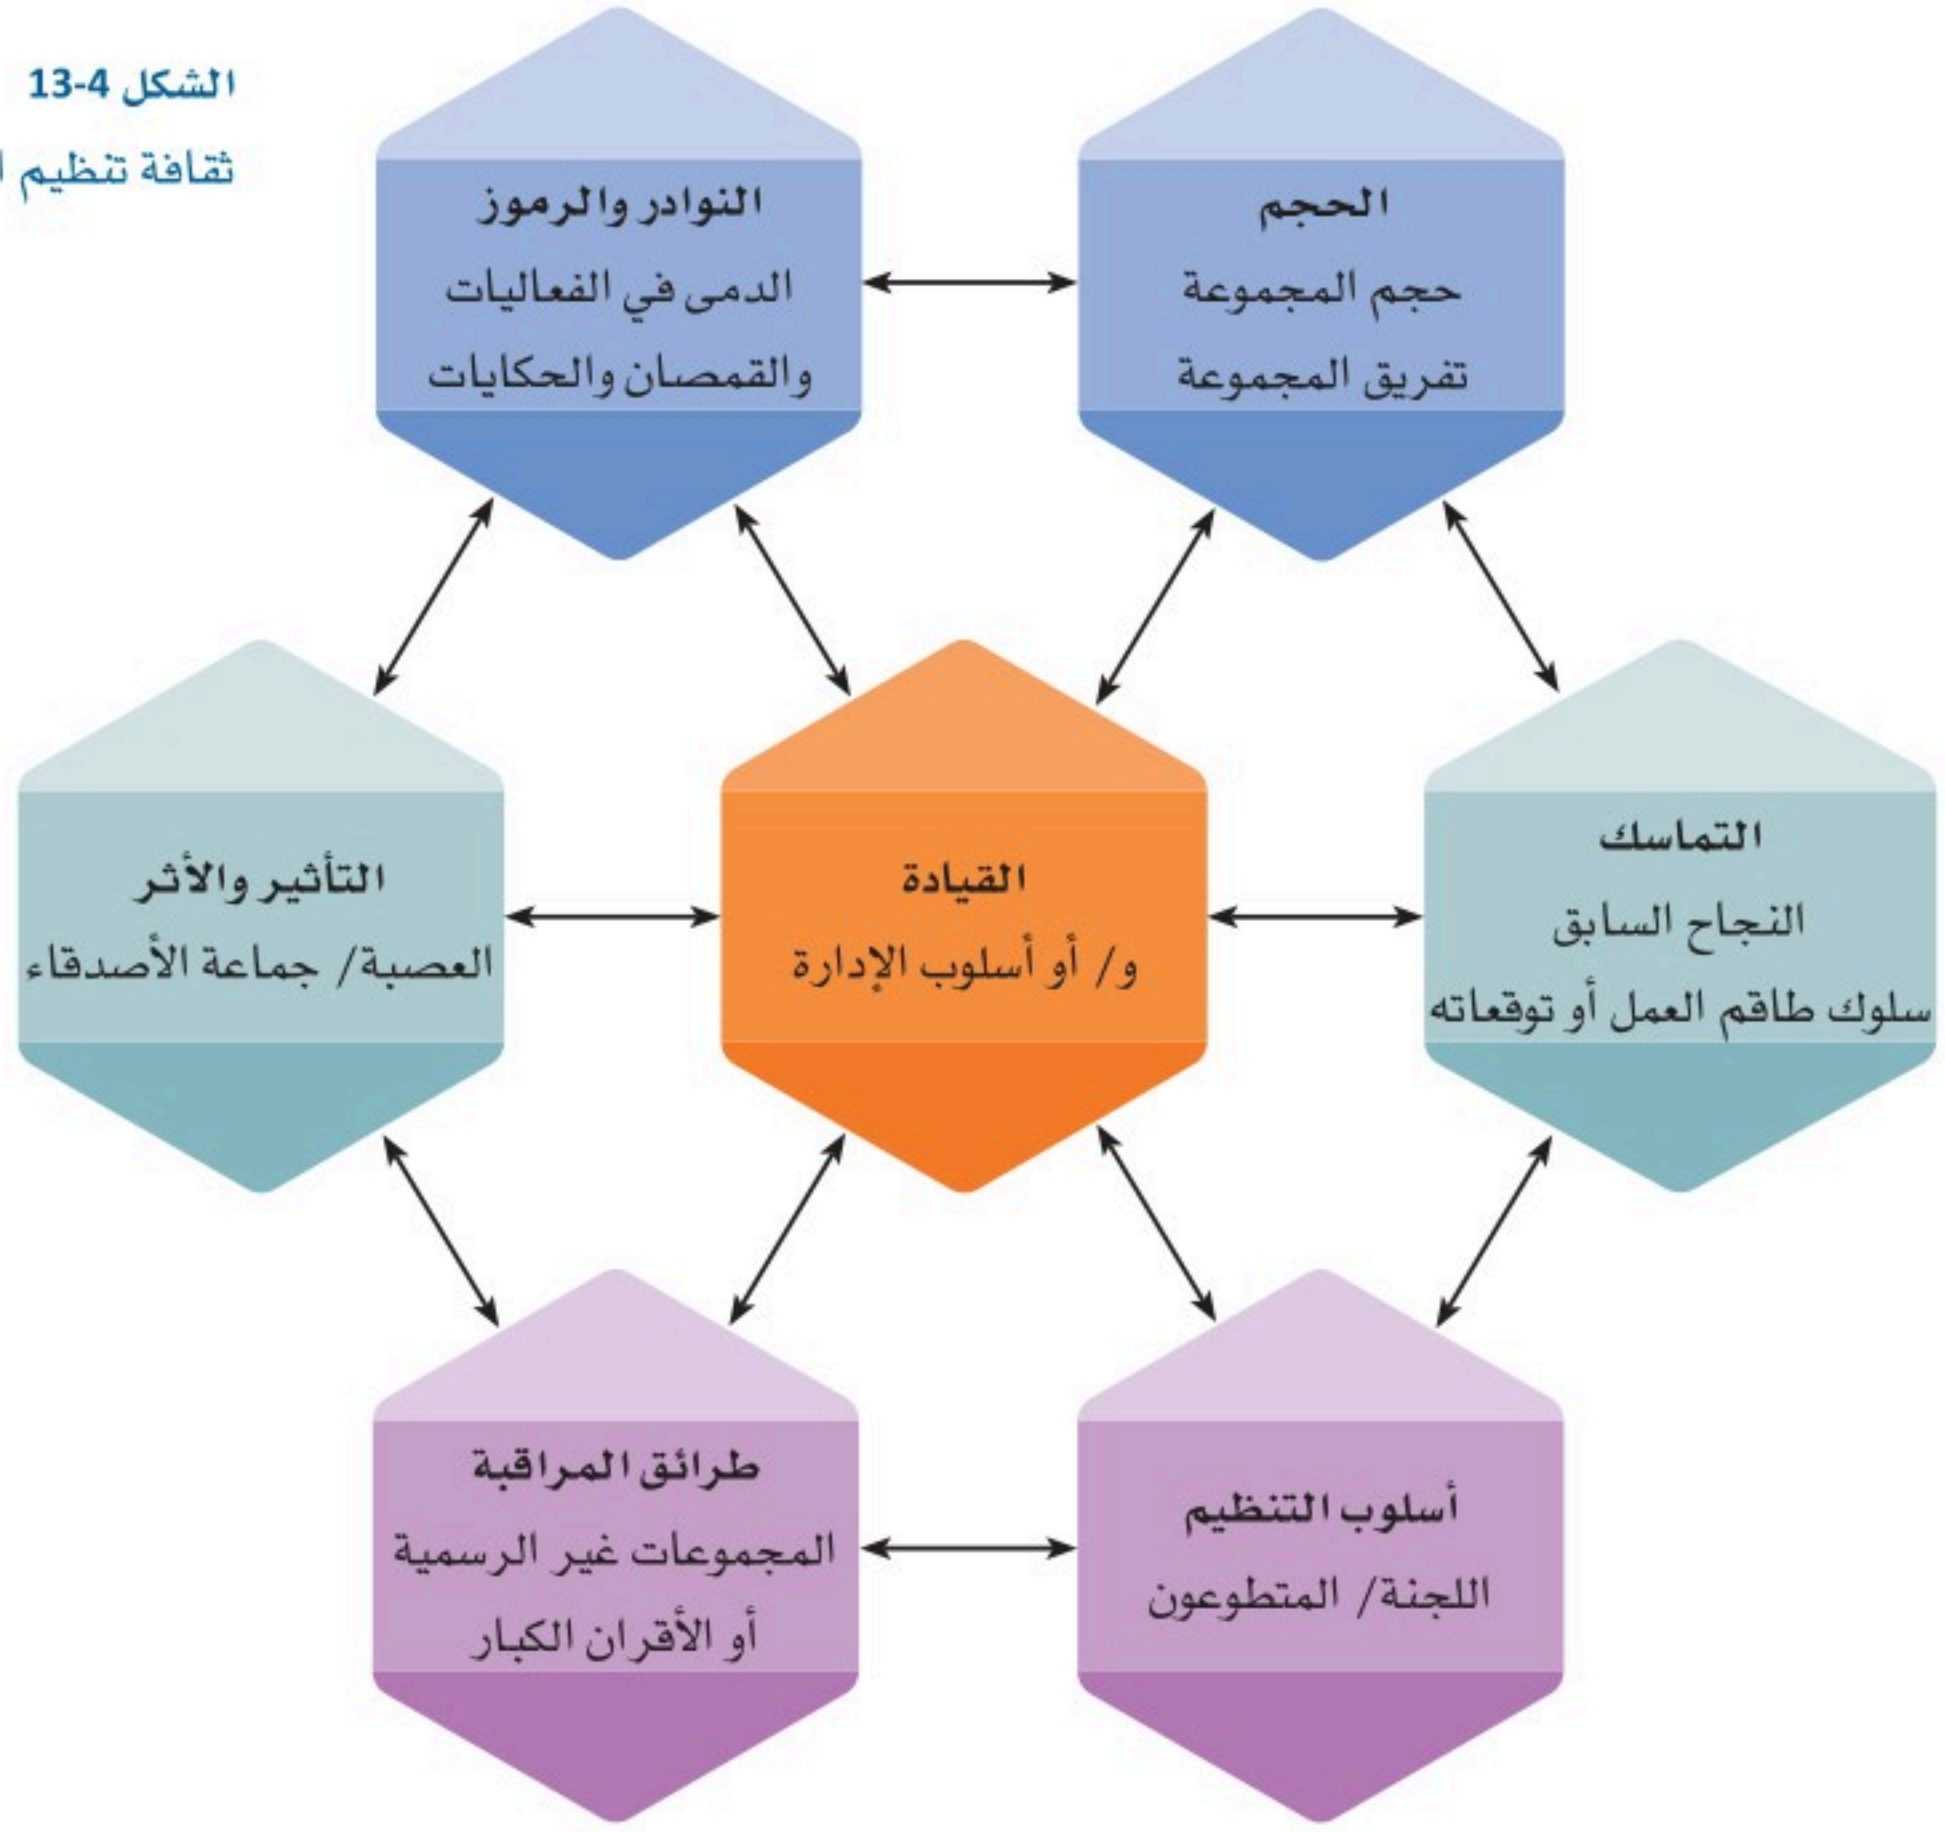 الشكل 4-13
ثقافة تنظيم
الحجم
حجم المجموعة
تفريق المجموعة
النوادر والرموز
الدمى في الفعاليات
والقمصان والحكايات
التماسك
النجاح السابق
سلوك طاقم العمل أو توقعاته
القيادة
و/ أو أسلوب الإدارة
التأثير والأثر
العصبة/ جماعة الأصدقاء
أسلوب التنظيم
اللجنة/ المتطوعون
طرائق المراقبة
المجموعات غير الرسمية
أو الأقران الكبار